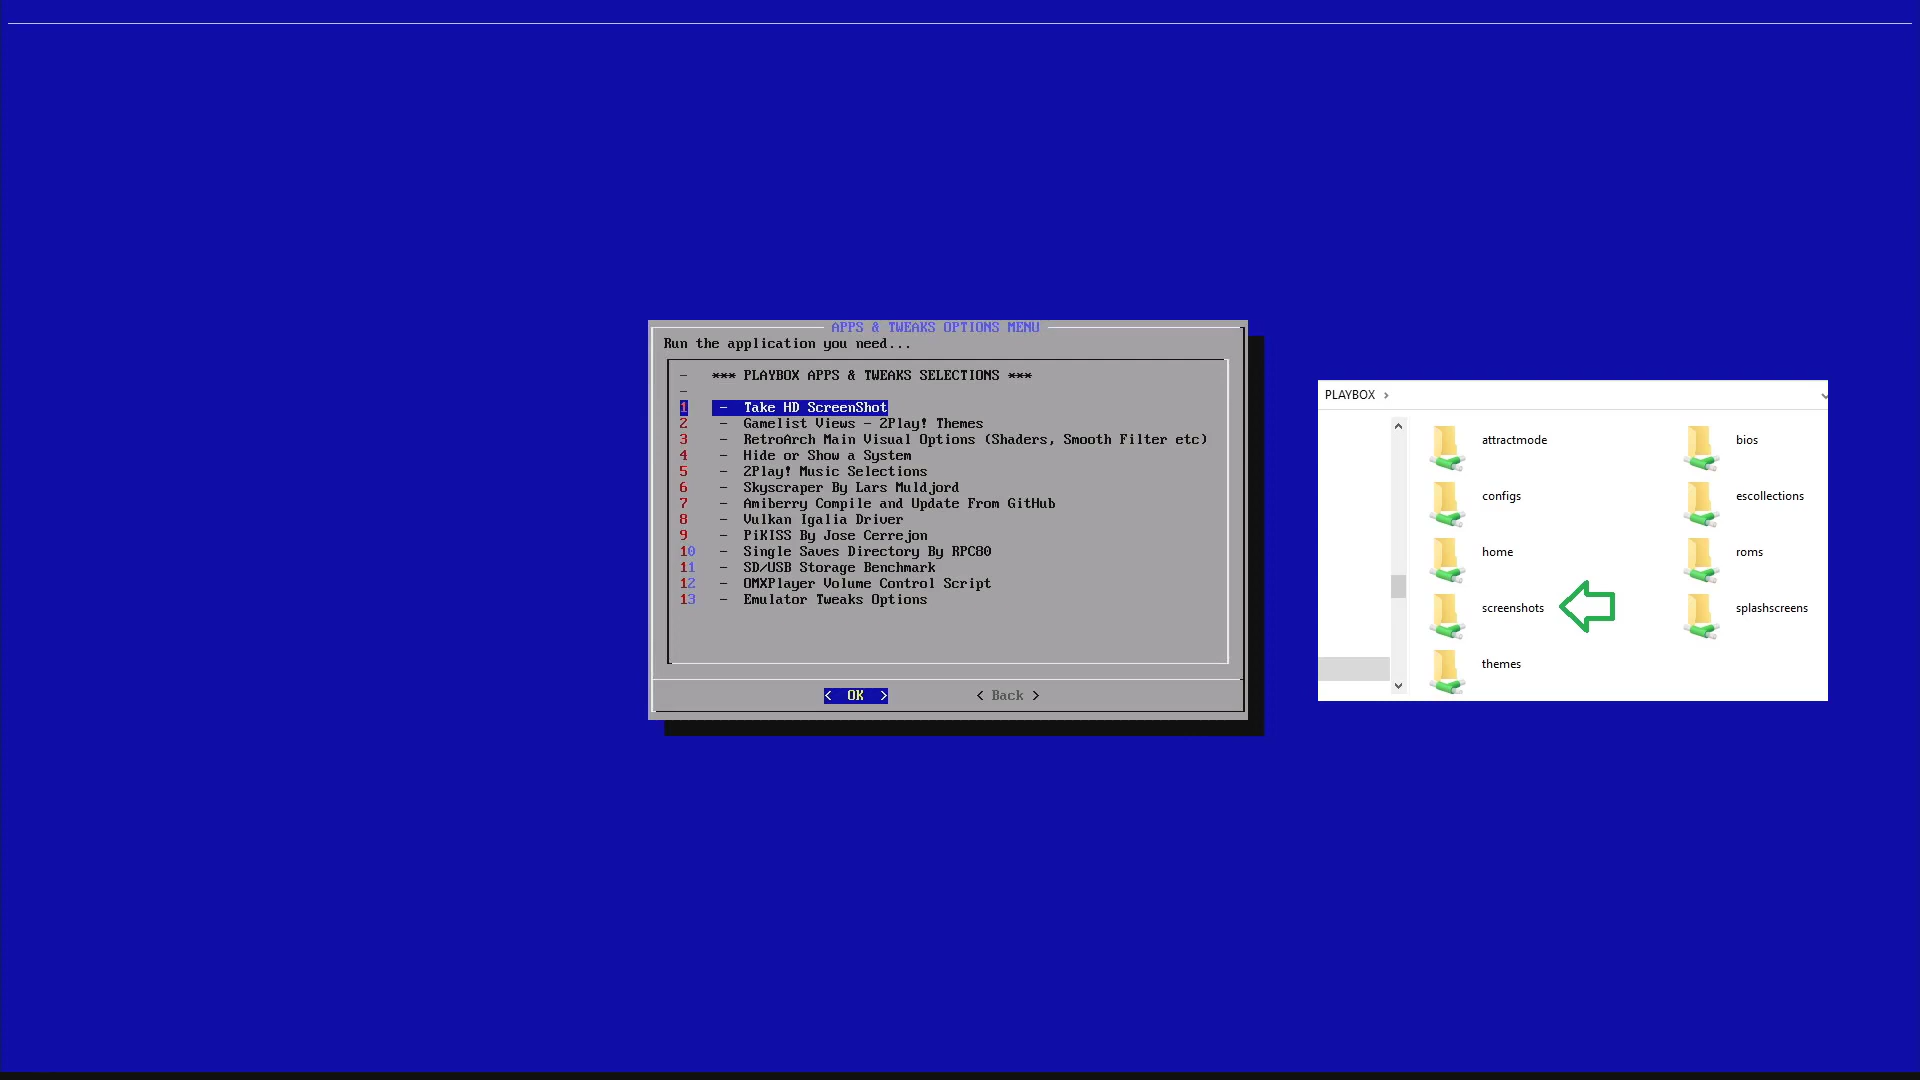 APPS & TWEAKS OPTIONS MENU
Run the application you need...
- *** PLAYBOX APPS & TWEAKS SELECTIONS ***
-
1 - Take HD ScreenShot
2 - Gamelist Views - 2Play! Themes
3 - RetroArch Main Visual Options (Shaders, Smooth Filter etc)
4 - Hide or Show a System
5 - 2Play! Music Selections
6 - Skyscraper By Lars Muldjord
7 - Amiberry Compile and Update From GitHub
8 - Vulkan Igalia Driver
9 - PiKISS By Jose Cerrejon
10 - Single Saves Directory By RPC80
11 - SD/USB Storage Benchmark
12 - OMXPlayer Volume Control Script
13 - Emulator Tweaks Options
< OK > < Back >
PLAYBOX >
attractmode bios
configs escollections
home roms
screenshots splashscreens
themes